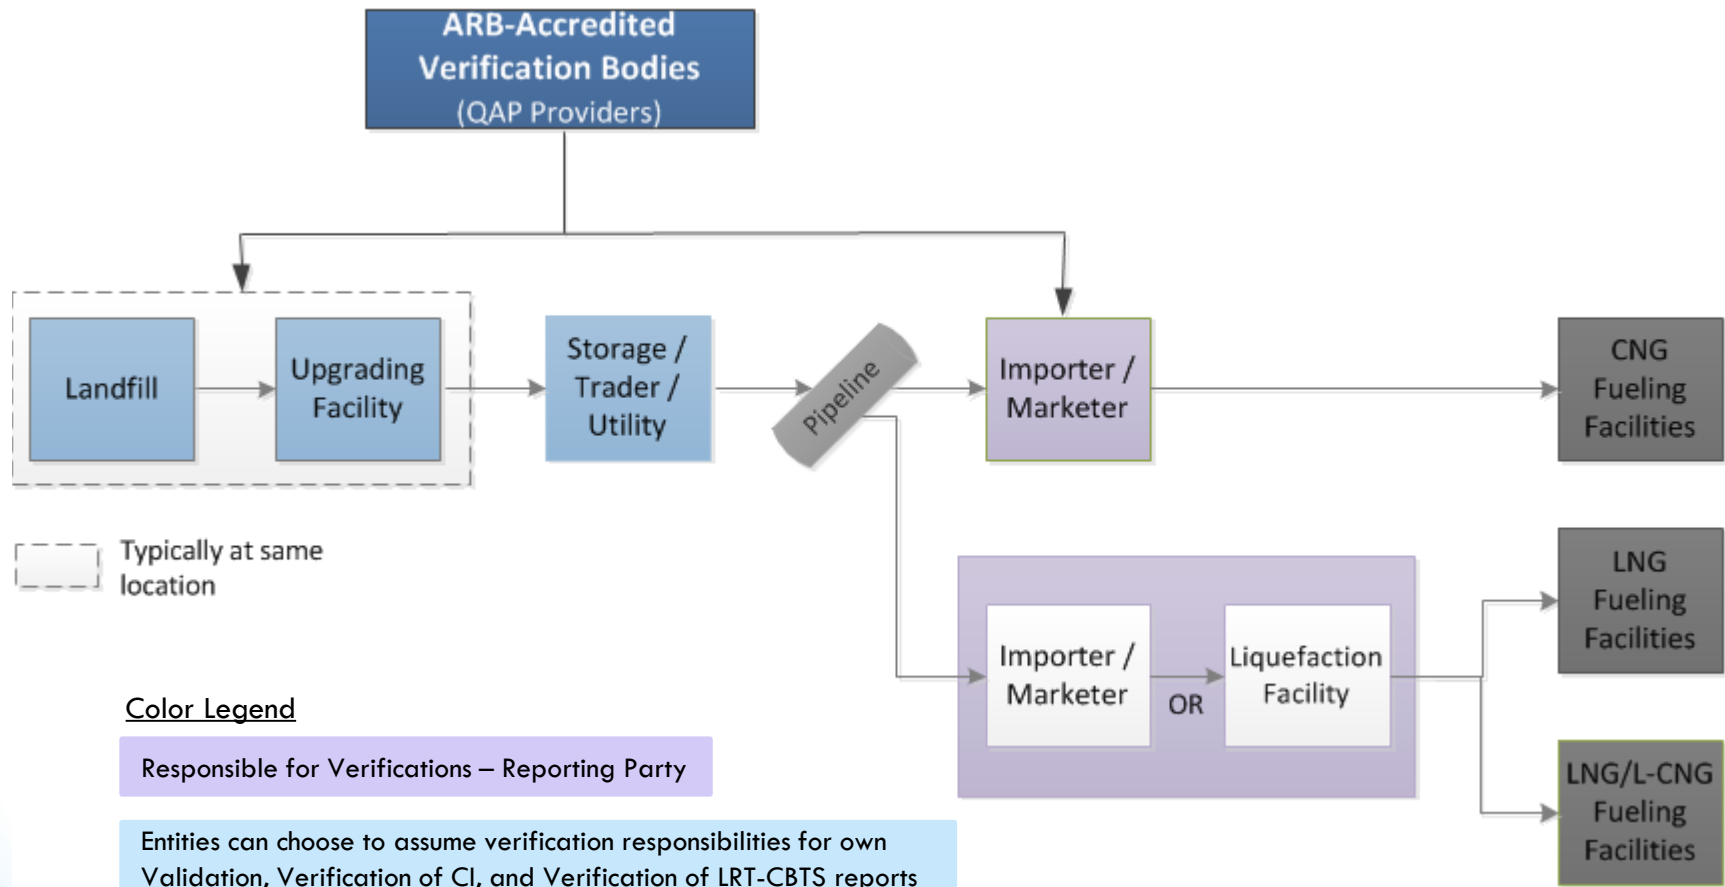 ARB-Accredited
Verification Bodies
(QAP Providers)
Landfill
Upgrading
Facility
Storage /
Trader /
Utility
Pipeline
Importer /
Marketer
CNG
Fueling
Facilities
Typically at same
location
Importer /
Marketer
OR
Liquefaction
Facility
LNG
Fueling
Facilities
LNG/L-CNG
Fueling
Facilities
Color Legend
Responsible for Verifications – Reporting Party
Entities can choose to assume verification responsibilities for own
Validation, Verification of CI, and Verification of LRT-CBTS reports